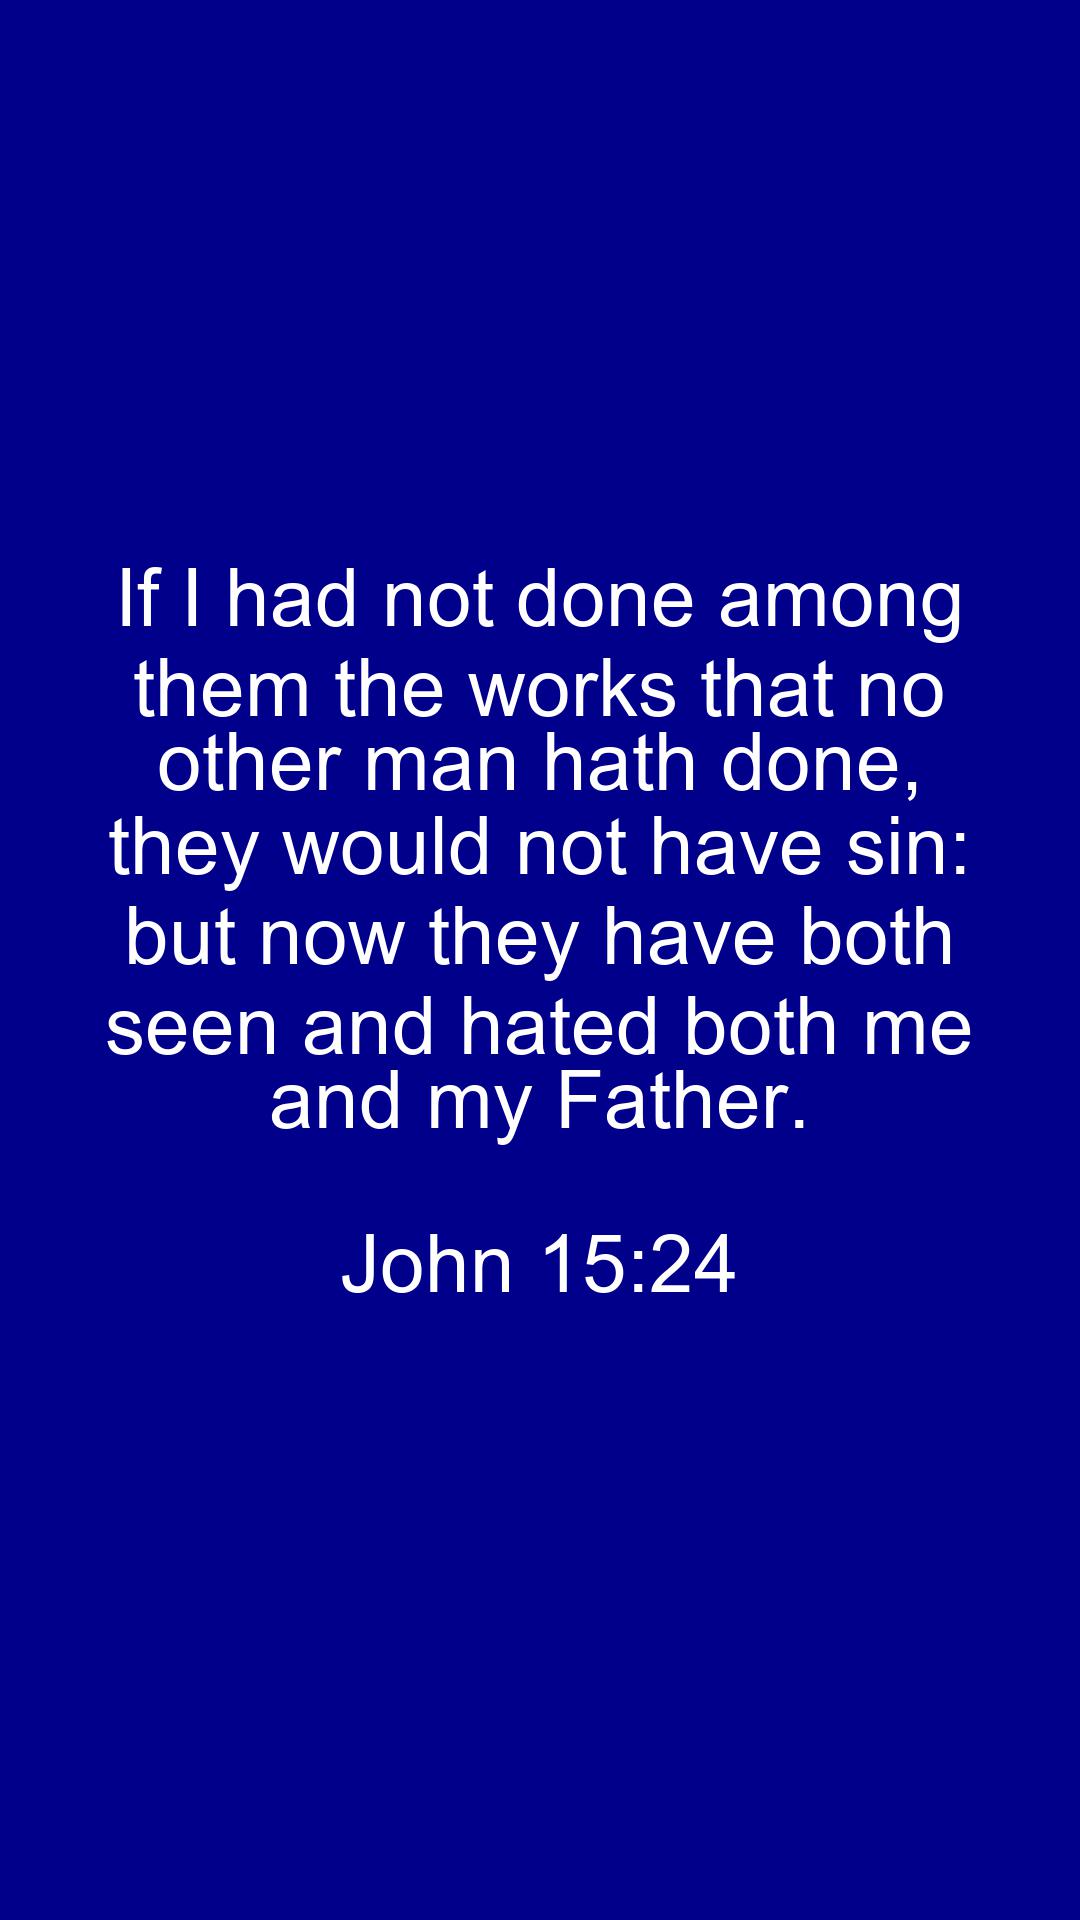 If I had not done among
them the works that no
other man hath done,
they would not have sin:
but now they have both
seen and hated both me
and my Father.
John 15:24